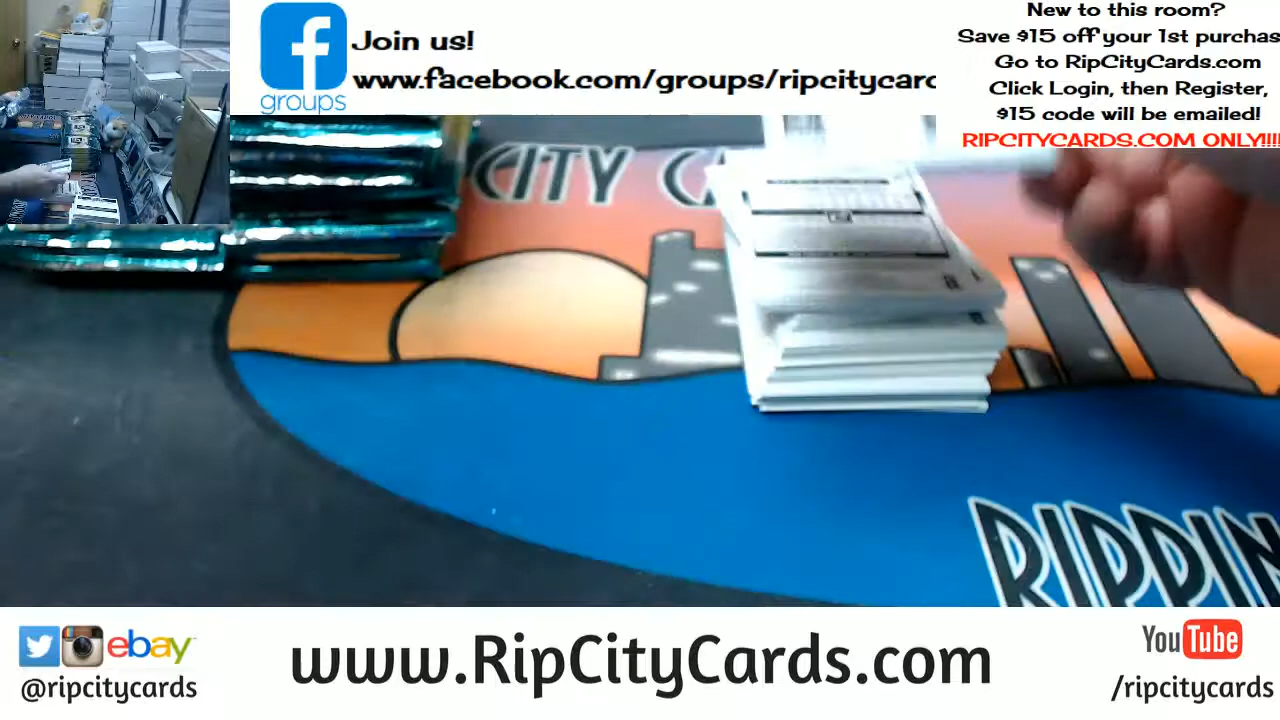 Join us!
www.facebook.com/groups/ripcitycarc
groups
New to this room?
Save $15 off your 1st purchas
Go to RipCityCards.com
Click Login, then Register,
$15 code will be emailed!
RIPCITYCARDS.COM ONLY!!!!
CITY CA
RIPPIN
ebay
@ripcitycards
www.RipCityCards.com
YouTube
/ripcitycards